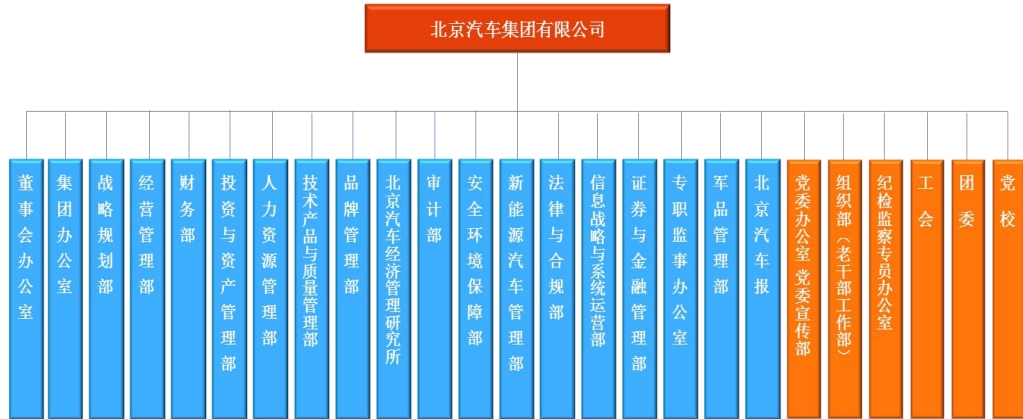 北京汽车集团有限公司
董事会办公室
集团办公室
战略规划部
经营管理部
财务部
投资与资产管理部
人力资源管理部
技术产品与质量管理部
品牌管理部
北京汽车经济管理研究所
审计部
安全环境保障部
新能源汽车管理部
法律与合规部
信息战略与系统运营部
证券与金融管理部
专职监事办公室
军品管理部
北京汽车报
党委办公室 党委宣传部
组织部（老干部工作部）
纪检监察专员办公室
工会
团委
党校